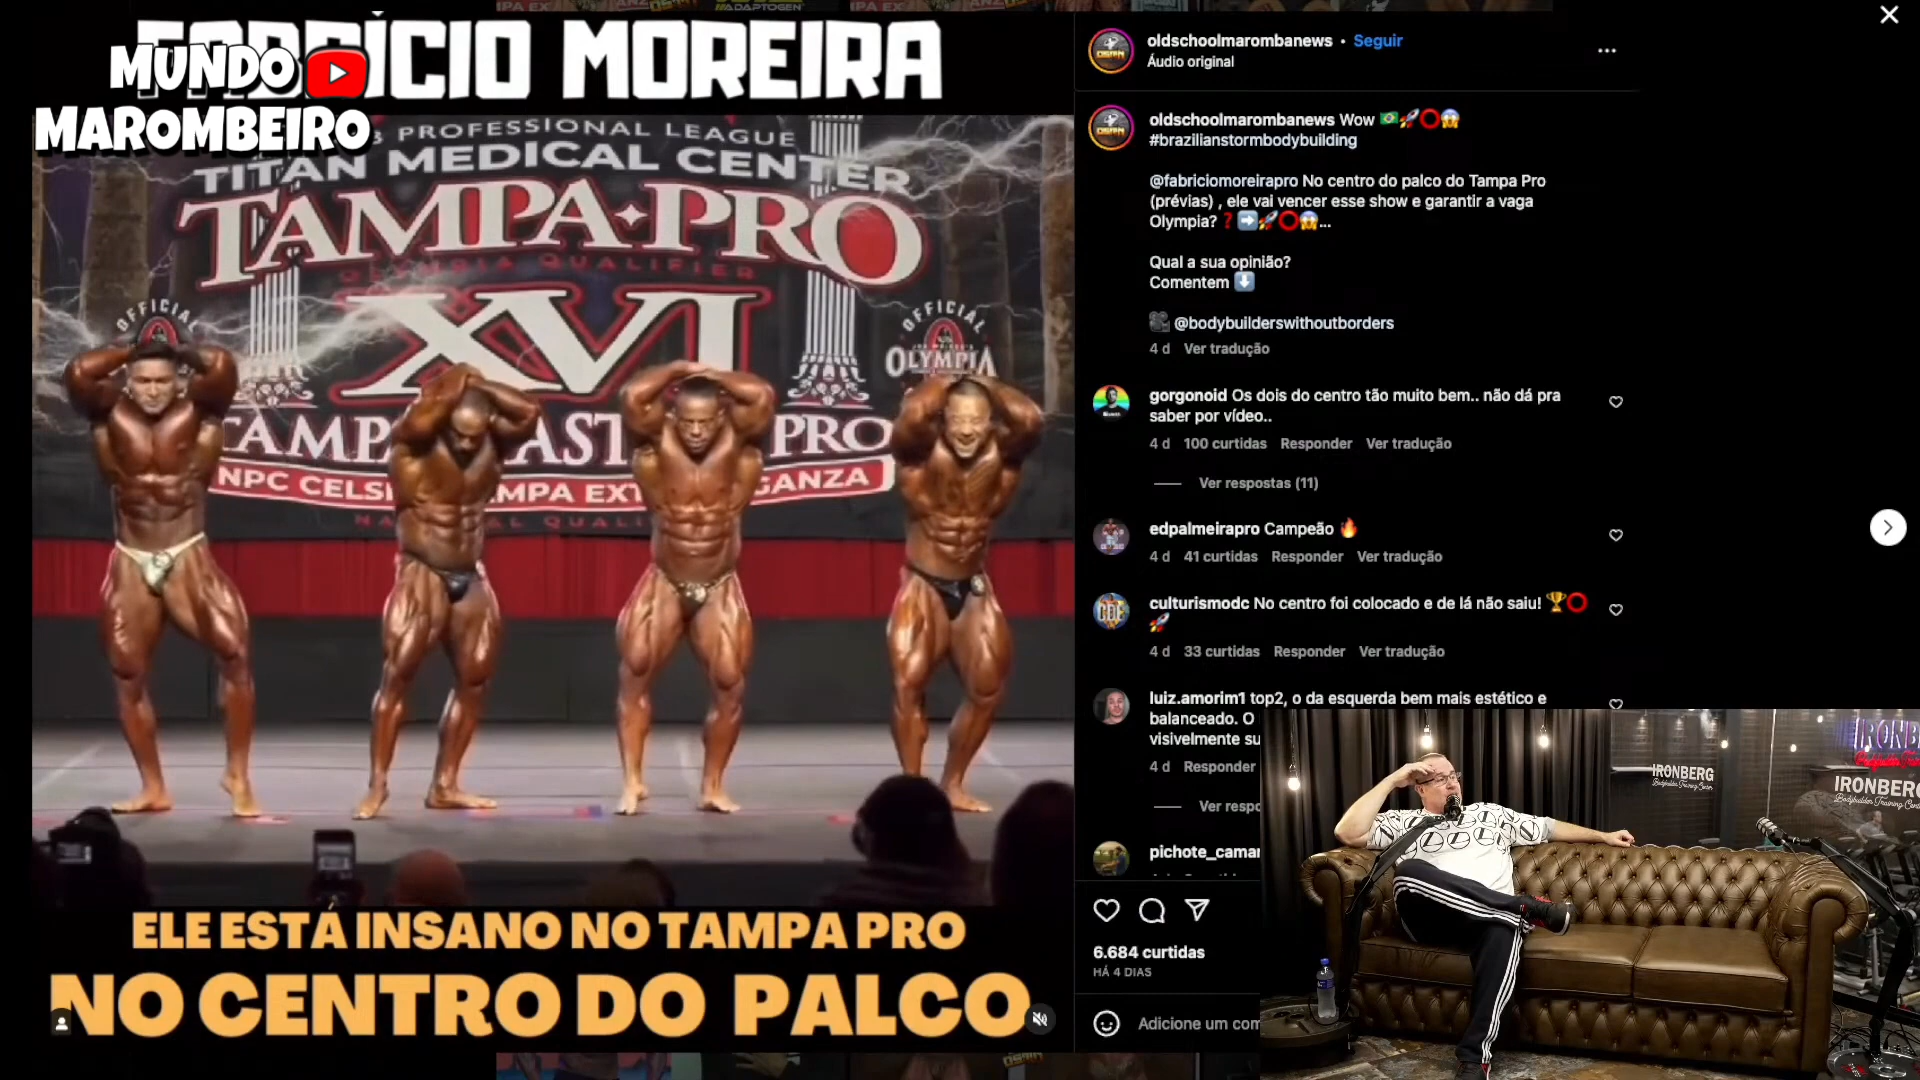 FABRÍCIO MOREIRA
MUNDO
MAROMBEIRO
PROFESSIONAL LEAGUE
TITAN MEDICAL CENTER
TAMPA PRO
OLYMPIA QUALIFIER
XVI
OFFICIAL
OFFICIAL
OLYMPIA
PRO
ELE ESTÁ INSANO NO TAMPA PRO
NO CENTRO DO PALCO
oldschoolmarombanews • Seguir
Áudio original
oldschoolmarombanews Wow 🇧🇷🚀⭕😱
#brazilianstormbodybuilding
@fabriciomoreirapro No centro do palco do Tampa Pro
(prévias) , ele vai vencer esse show e garantir a vaga
Olympia? ❓➡️🚀⭕😱...
Qual a sua opinião?
Comentem ⬇️
🎥 @bodybuilderswithoutborders
4 d Ver tradução
gorgonoid Os dois do centro tão muito bem.. não dá pra
saber por vídeo..
4 d 100 curtidas Responder Ver tradução
Ver respostas (11)
edpalmeirapro Campeão 🔥
4 d 41 curtidas Responder Ver tradução
culturismodc No centro foi colocado e de lá não saiu! 🏆⭕
🚀
4 d 33 curtidas Responder Ver tradução
luiz.amorim1 top2, o da esquerda bem mais estético e
balanceado. O
visivelmente su
4 d Responder
Ver respo
pichote_camar
6.684 curtidas
HÁ 4 DIAS
Adicione um com
IRONBERG
IRONBERG